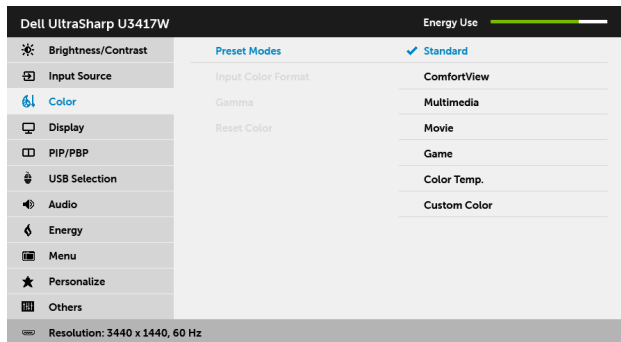 Dell UltraSharp U3417W
Energy Use
Brightness/Contrast
Input Source
Color
Display
PIP/PBP
USB Selection
Audio
Energy
Menu
Personalize
Others
Preset Modes
Input Color Format
Gamma
Reset Color
Standard
ComfortView
Multimedia
Movie
Game
Color Temp.
Custom Color
Resolution: 3440 x 1440, 60 Hz